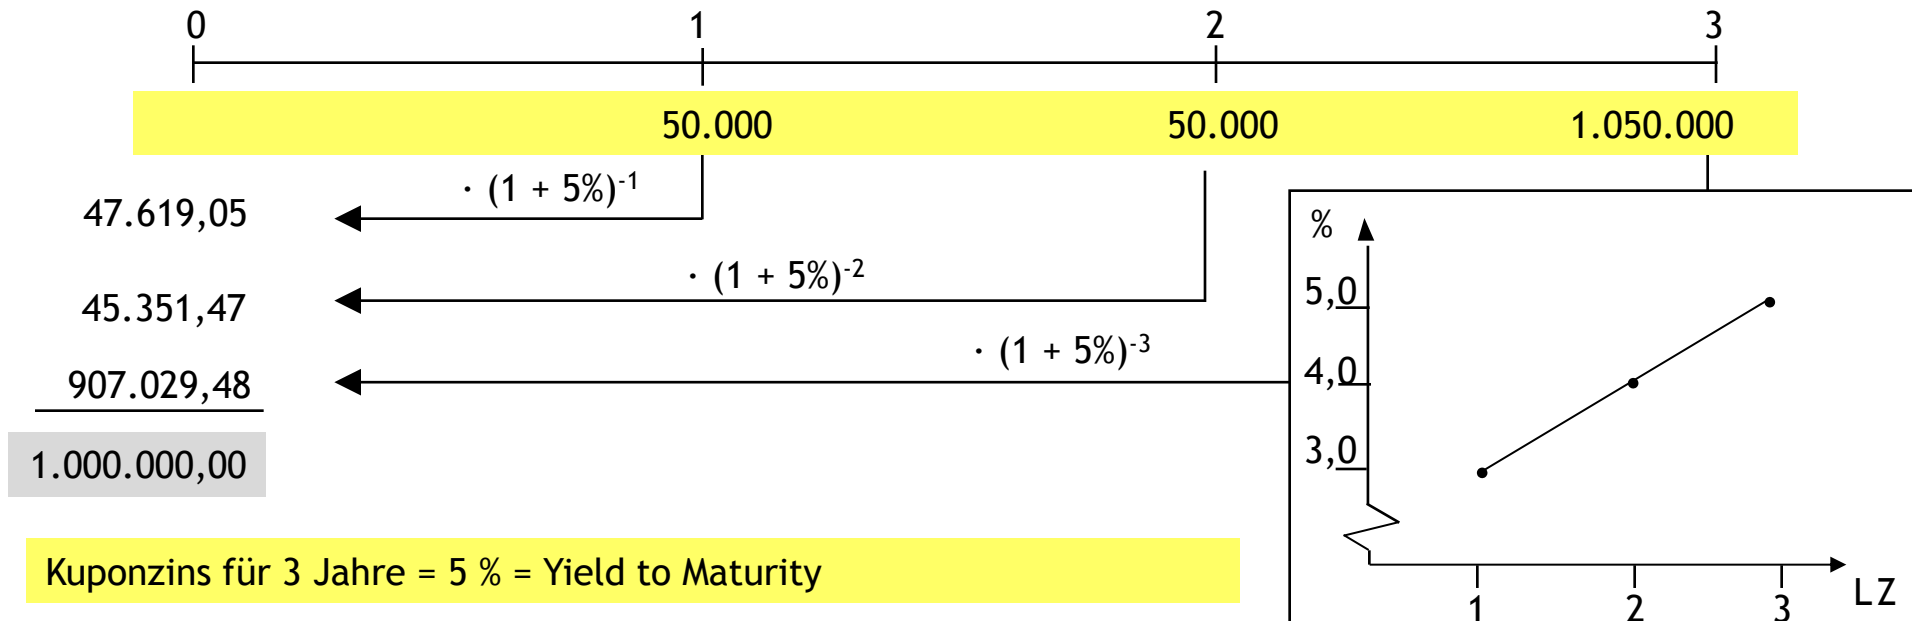 0 1 2 3
50.000 50.000 1.050.000
47.619,05 · (1 + 5%)⁻¹
45.351,47 · (1 + 5%)⁻²
907.029,48 · (1 + 5%)⁻³
1.000.000,00
Kuponzins für 3 Jahre = 5 % = Yield to Maturity
%
5,0
4,0
3,0
1 2 3 LZ